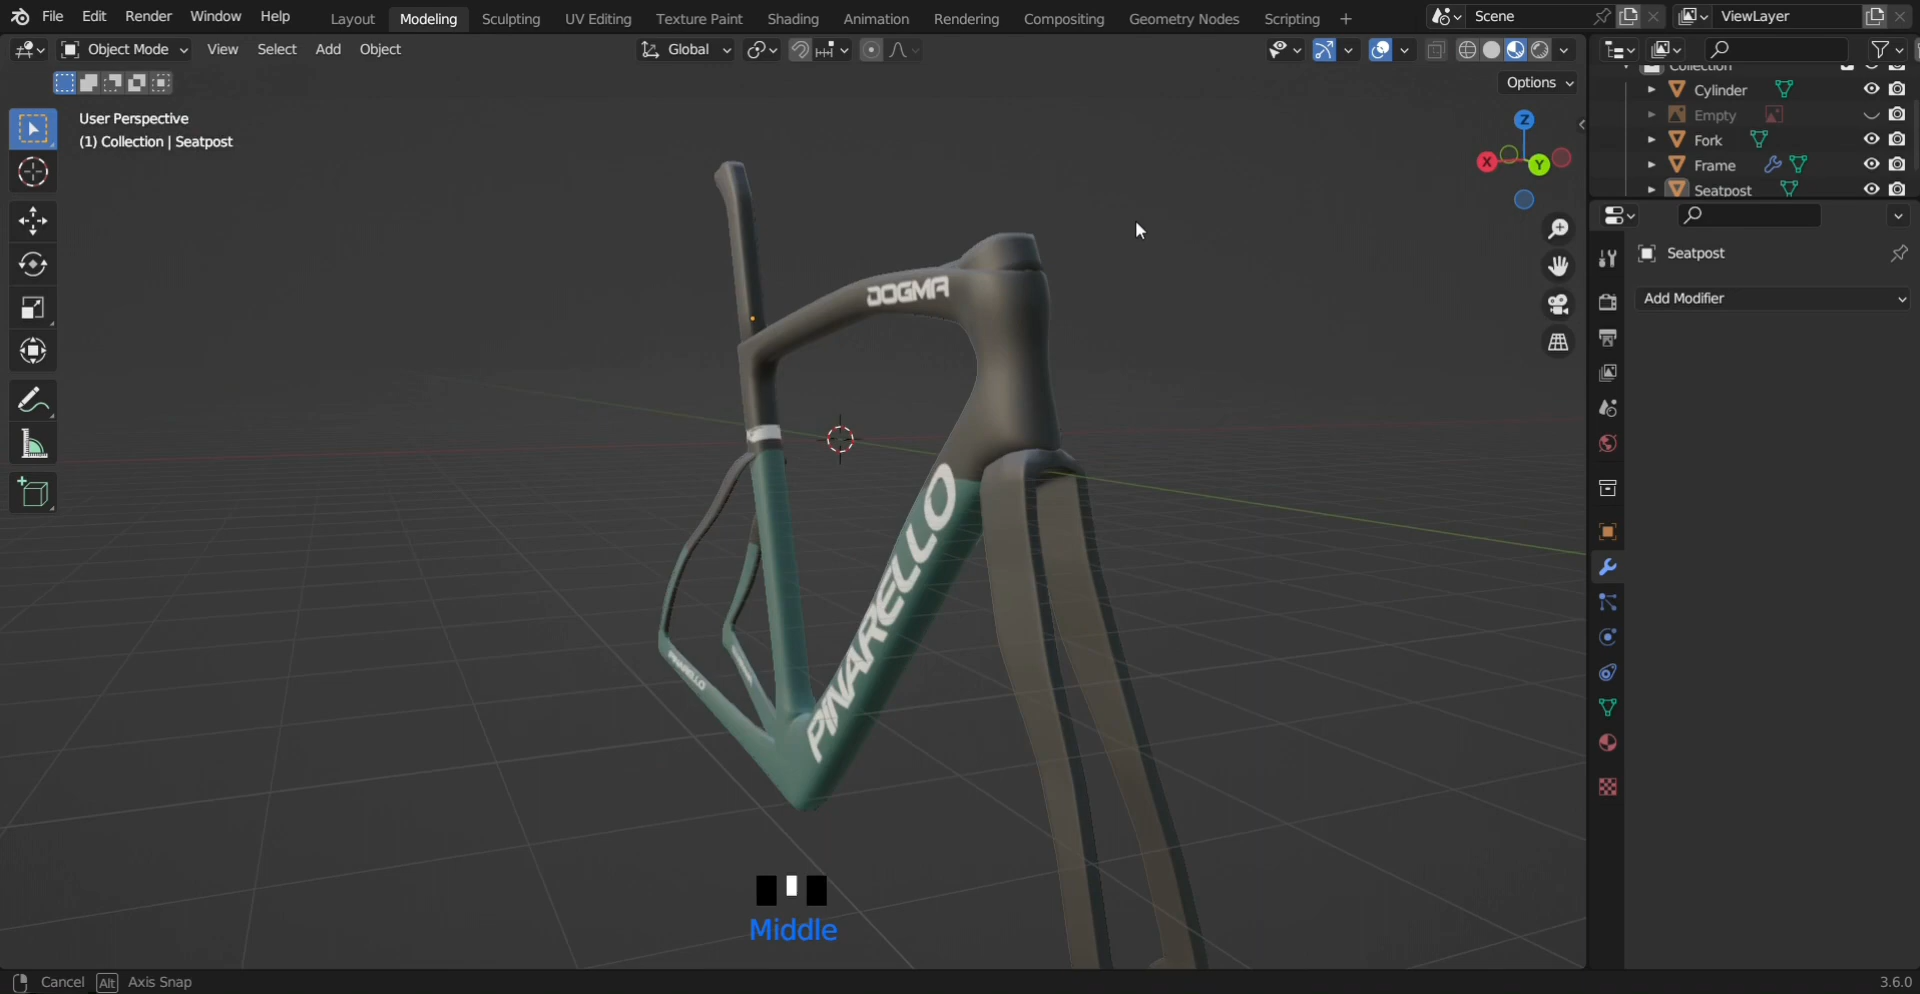 File Edit Render Window Help
Layout Modeling Sculpting UV Editing Texture Paint Shading Animation Rendering Compositing Geometry Nodes Scripting +
Scene
ViewLayer
Object Mode View Select Add Object
Global
Options
User Perspective
(1) Collection | Seatpost
Z
X
Y
Collection
Cylinder
Empty
Fork
Frame
Seatpost
Seatpost
Add Modifier
DOGMA
PINARELLO
PINARELLO
Middle
Cancel Alt Axis Snap
3.6.0